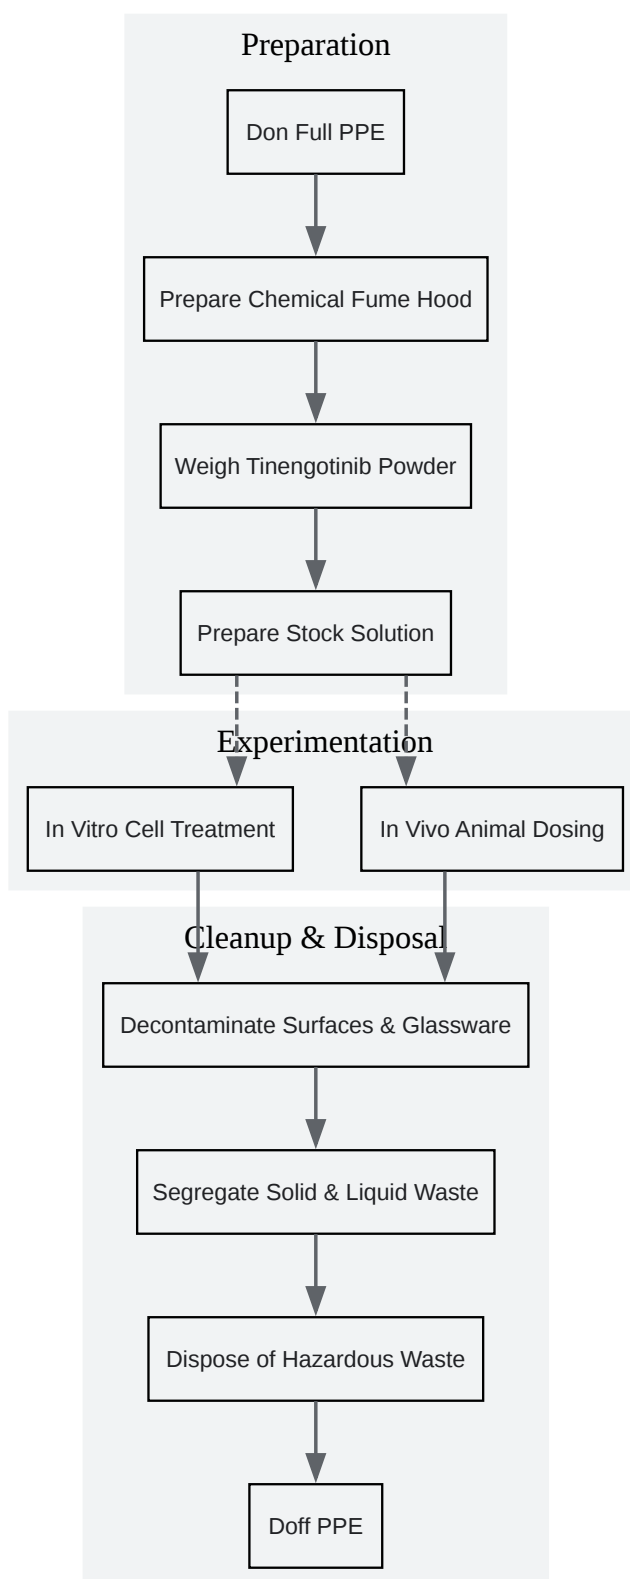 Preparation
Don Full PPE
Prepare Chemical Fume Hood
Weigh Tinengotinib Powder
Prepare Stock Solution
Experimentation
In Vitro Cell Treatment
In Vivo Animal Dosing
Cleanup & Disposal
Decontaminate Surfaces & Glassware
Segregate Solid & Liquid Waste
Dispose of Hazardous Waste
Doff PPE